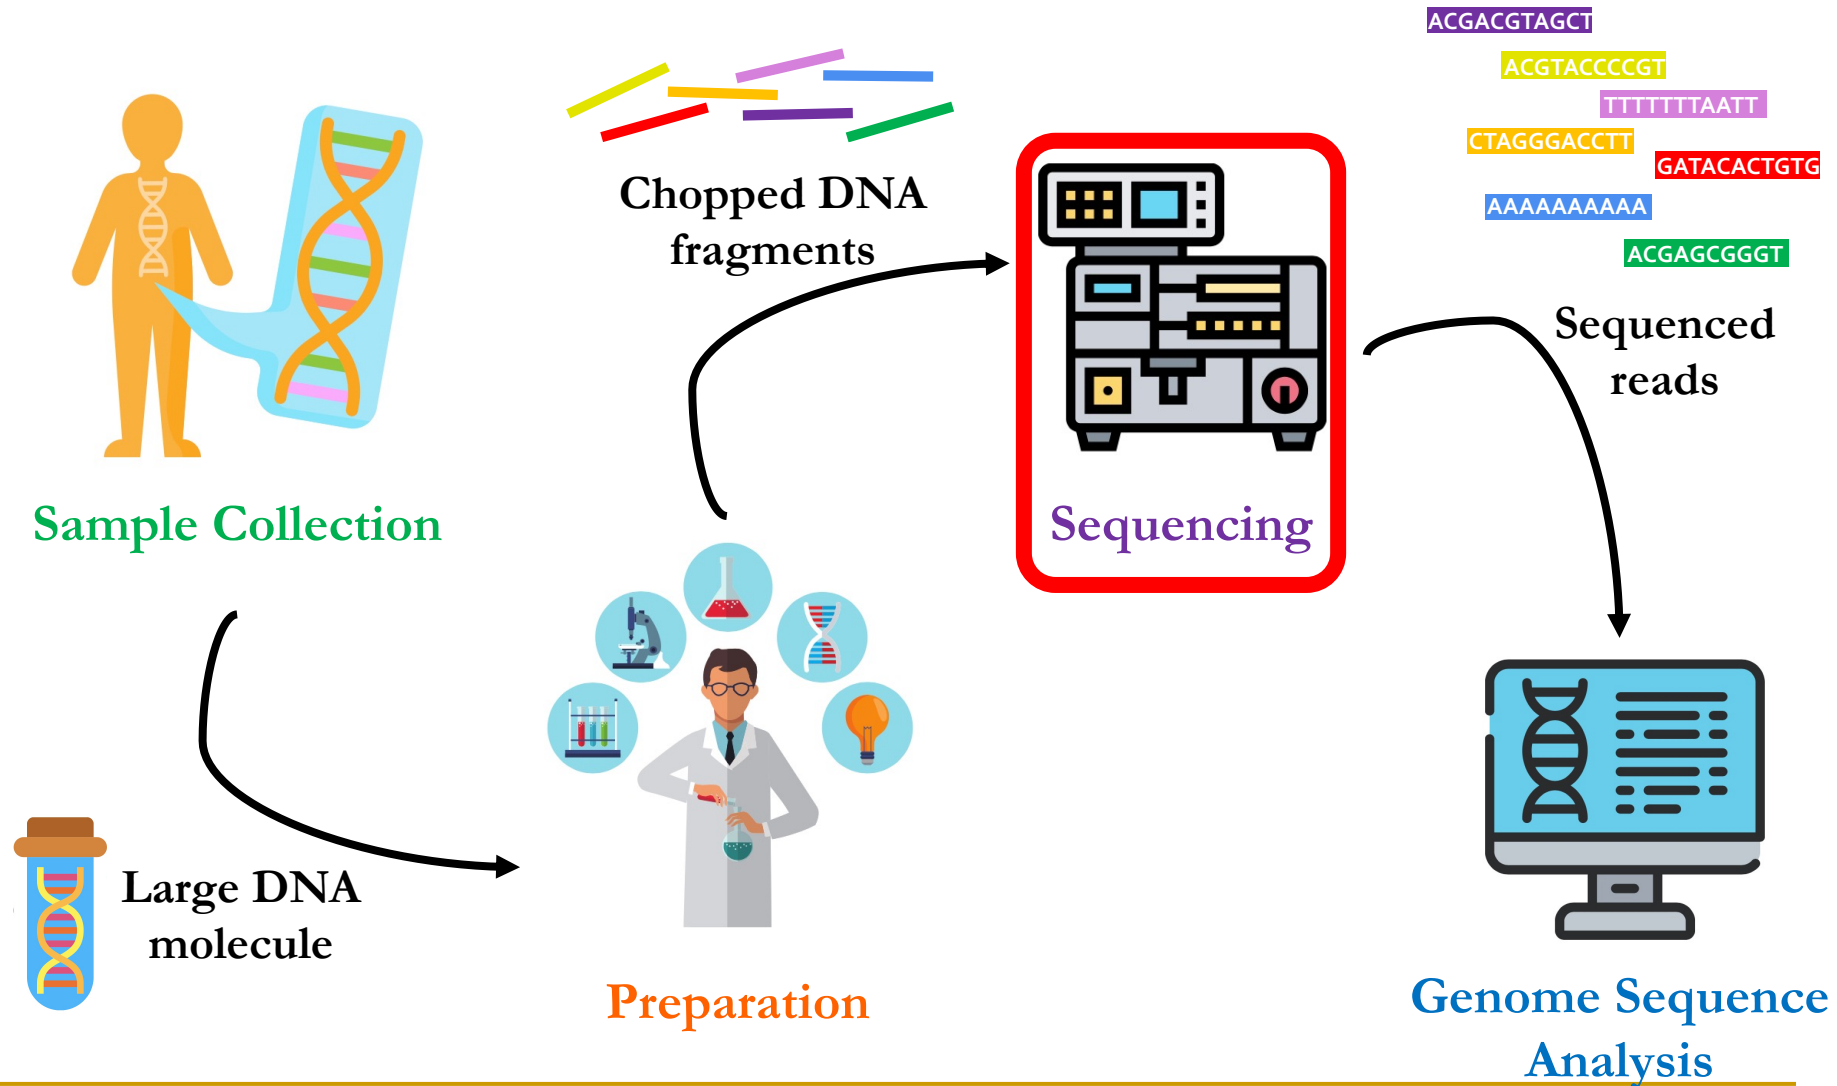 ACGACGTAGCT
ACGTACCCCGT
TTTTTTTAATT
CTAGGGACCTT
GATACACTGTG
AAAAAAAAAA
ACGAGCGGGT
Chopped DNA
fragments
Sequenced
reads
Sample Collection
Sequencing
Large DNA
molecule
Preparation
Genome Sequence
Analysis